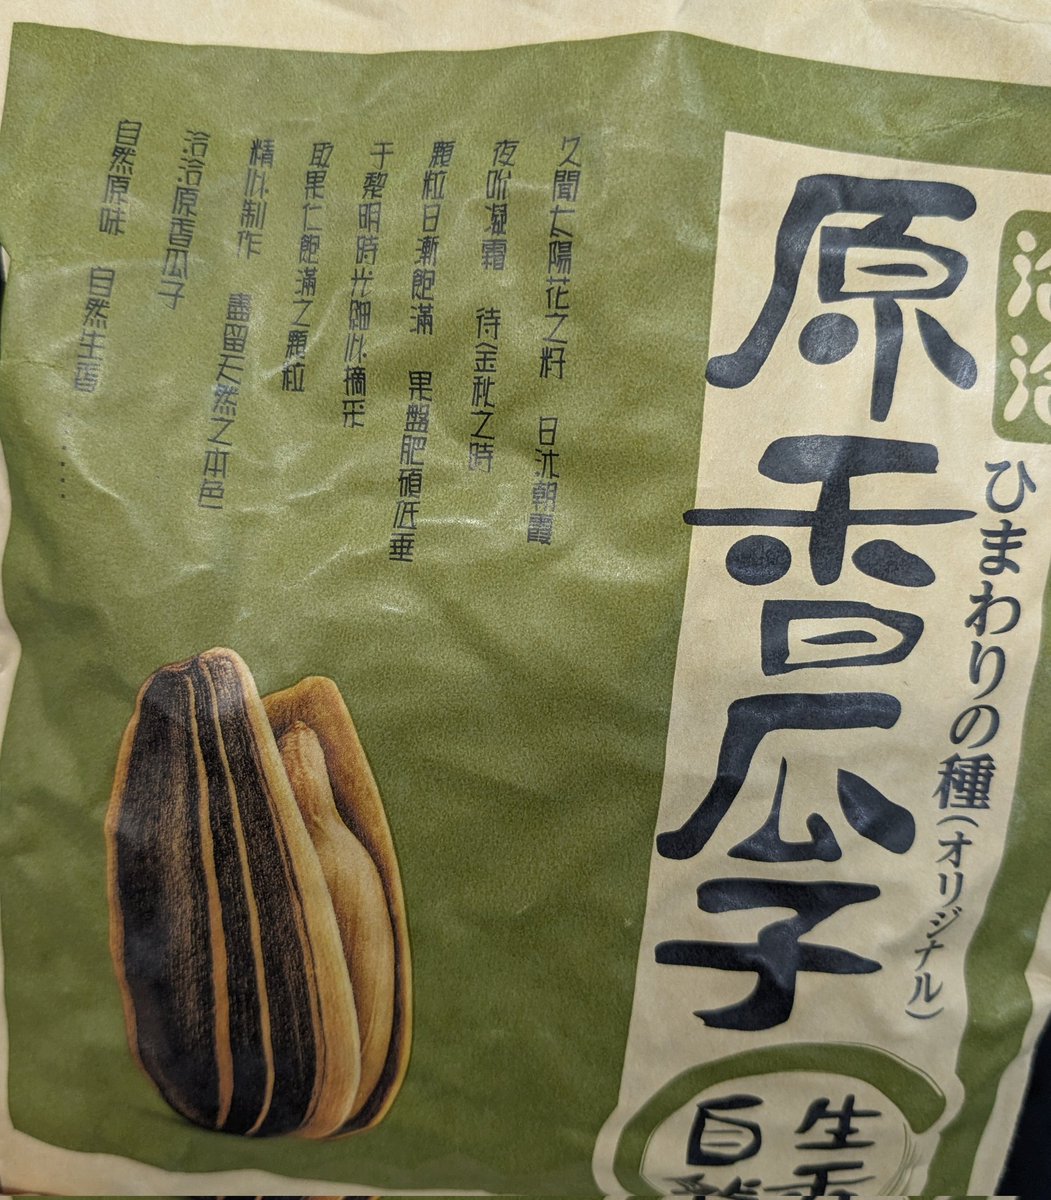 洽洽
ひまわりの種(オリジナル)
原香瓜子
久聞太陽花之籽 日沐朝霞
夜吮凝霜 待金秋之時
顆粒日漸飽滿 果盤肥碩低垂
于黎明時光細心摘采
取果仁飽滿之顆粒
精心制作 盡留天然之本色
洽洽原香瓜子
自然原味 自然生香……
生香
自然